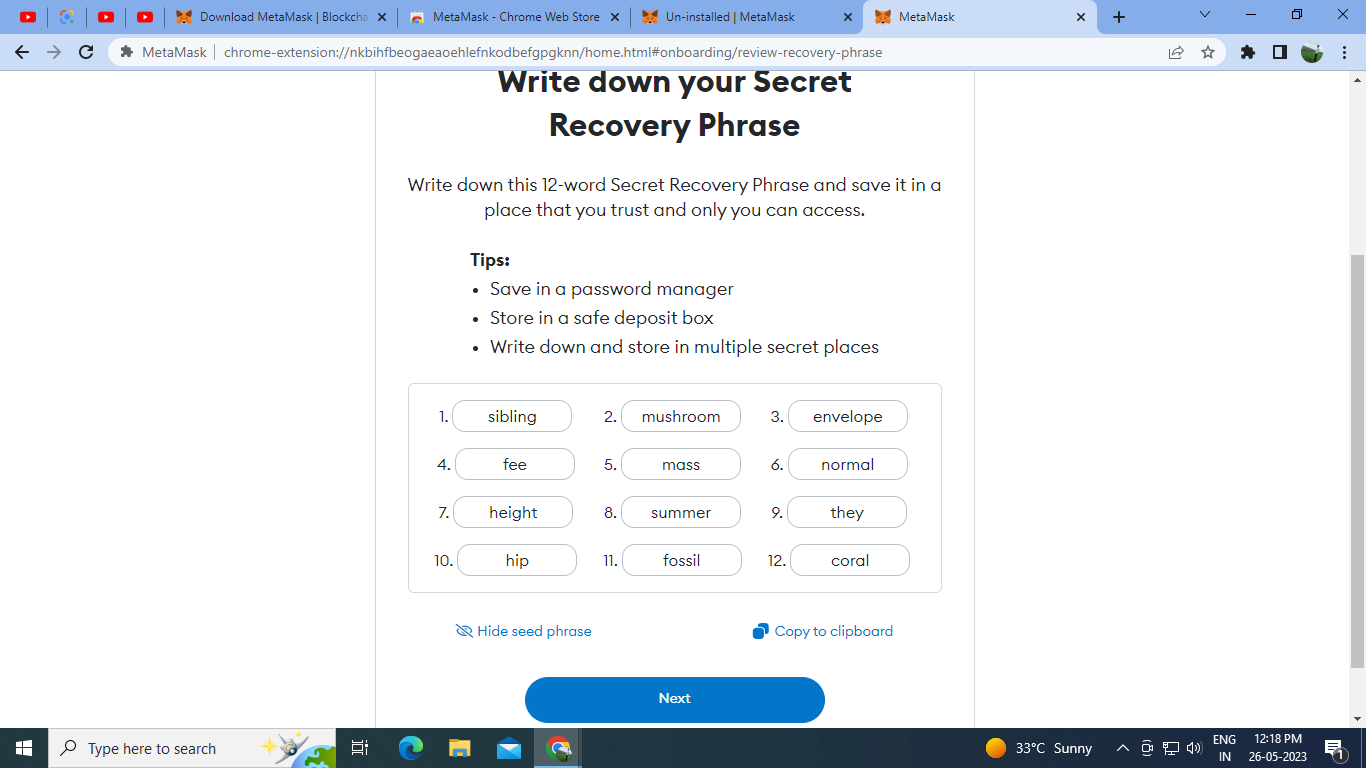 Download MetaMask | Blockcha
MetaMask - Chrome Web Store
Un-installed | MetaMask
MetaMask
MetaMask | chrome-extension://nkbihfbeogaeaoehlefnkodbefgpgknn/home.html#onboarding/review-recovery-phrase
Write down your Secret
Recovery Phrase
Write down this 12-word Secret Recovery Phrase and save it in a
place that you trust and only you can access.
Tips:
• Save in a password manager
• Store in a safe deposit box
• Write down and store in multiple secret places
1. sibling 2. mushroom 3. envelope
4. fee 5. mass 6. normal
7. height 8. summer 9. they
10. hip 11. fossil 12. coral
Hide seed phrase Copy to clipboard
Next
Type here to search
33°C Sunny
ENG
IN
12:18 PM
26-05-2023
1